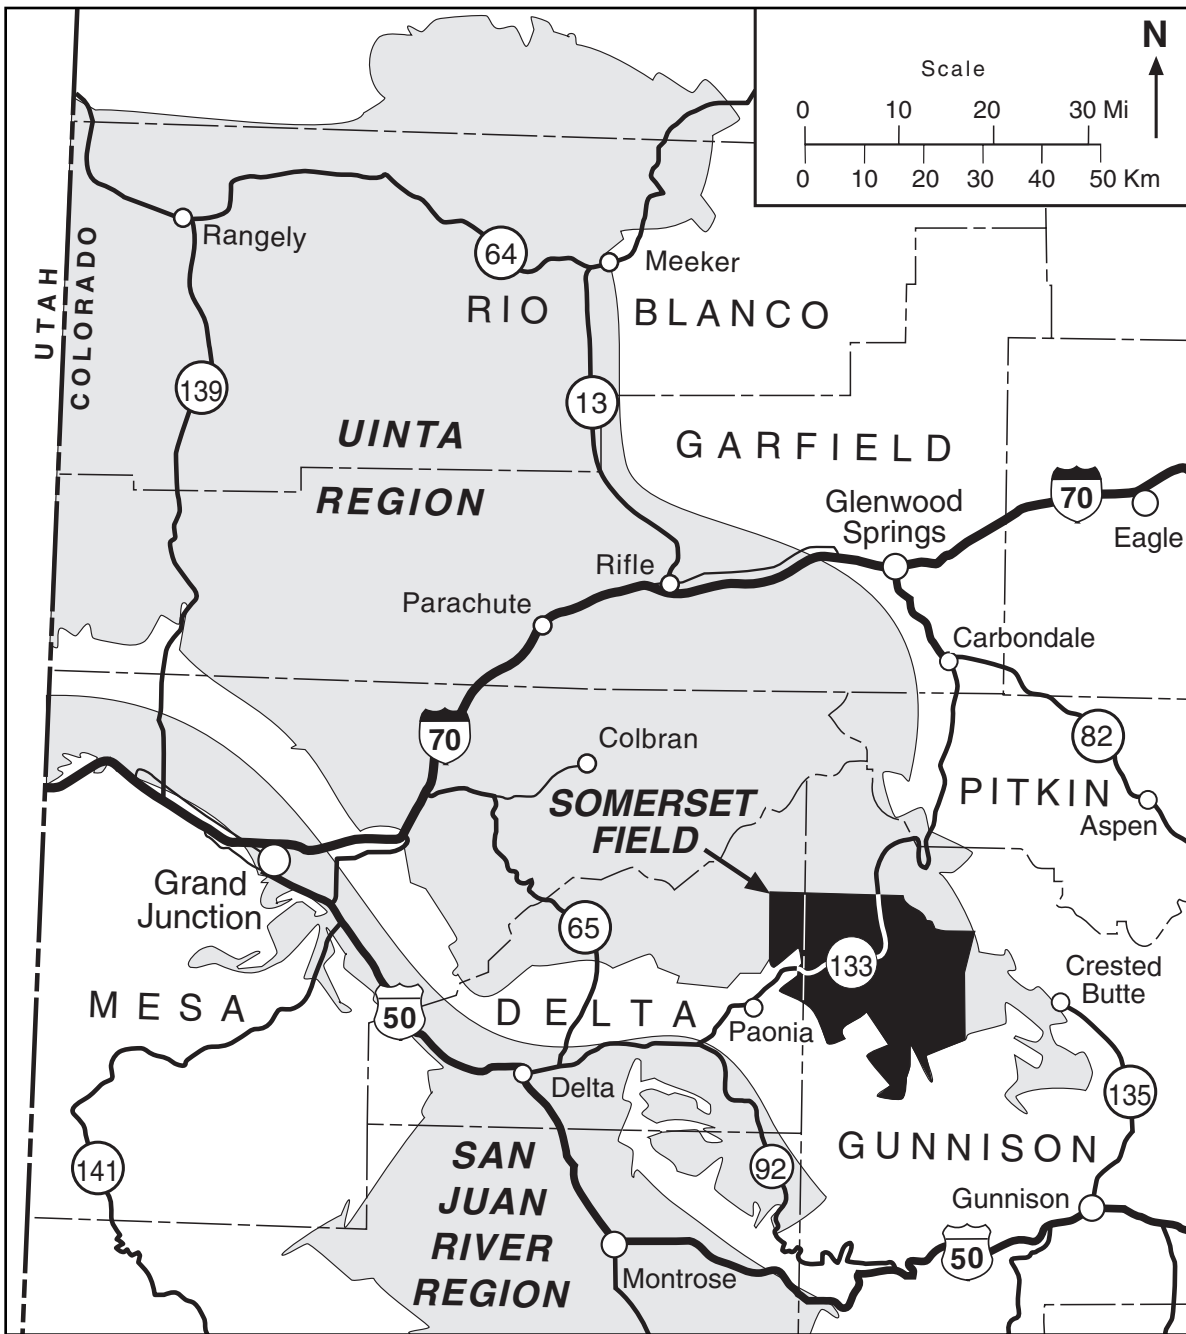 N
Scale
0 10 20 30 Mi
0 10 20 30 40 50 Km
Rangely
64
Meeker
UTAH
COLORADO
RIO BLANCO
139
13
UINTA
REGION
GARFIELD
70
Glenwood
Springs
Eagle
Rifle
Parachute
Carbondale
70
Colbran
82
SOMERSET
FIELD
PITKIN
Aspen
Grand
Junction
65
133
Crested
Butte
MESA
50
DELTA
Paonia
Delta
135
SAN
JUAN
RIVER
REGION
141
92
GUNNISON
Gunnison
50
Montrose